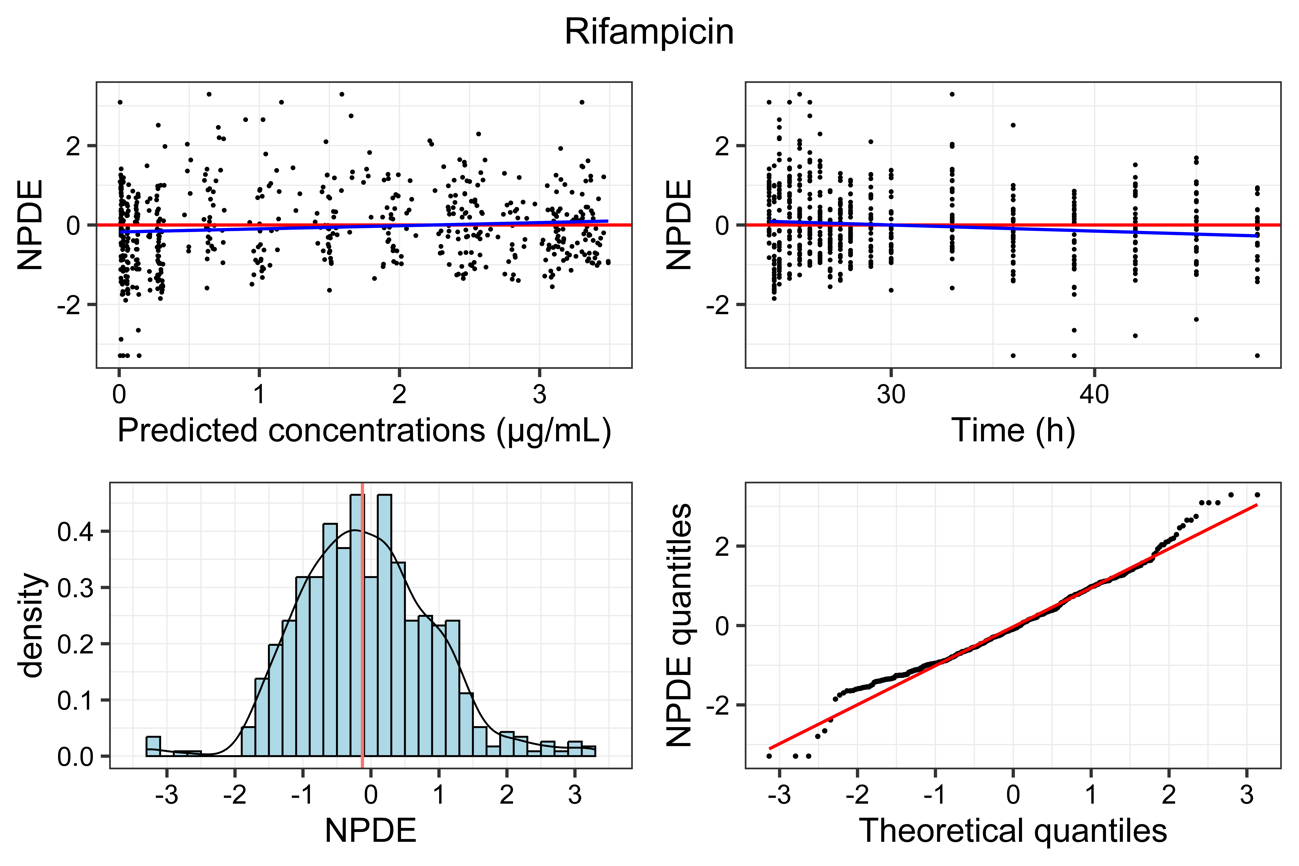 Rifampicin
NPDE
2
0
-2
0 1 2 3
Predicted concentrations (µg/mL)
NPDE
2
0
-2
30 40
Time (h)
density
0.4
0.3
0.2
0.1
0.0
-3 -2 -1 0 1 2 3
NPDE
NPDE quantitles
2
0
-2
-3 -2 -1 0 1 2 3
Theoretical quantiles